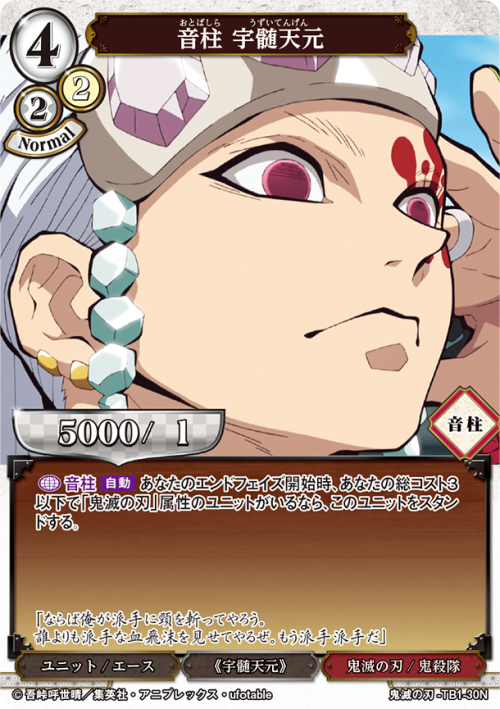 おとばしら うずいてんげん
音柱 宇髄天元
4
2
2
Normal
音柱
5000/ 1
音柱 自動 あなたのエンドフェイズ開始時、あなたの総コスト3
以下で「鬼滅の刃」属性のユニットがいるなら、このユニットをスタン
ドする。
「ならば俺が派手に頸を斬ってやろう。
誰よりも派手な血飛沫を見せてやるぜ。もう派手派手だ」
ユニット / エース
《宇髄天元》
鬼滅の刃 / 鬼殺隊
©吾峠呼世晴/集英社・アニプレックス・ufotable
鬼滅の刃 -TB1-30N